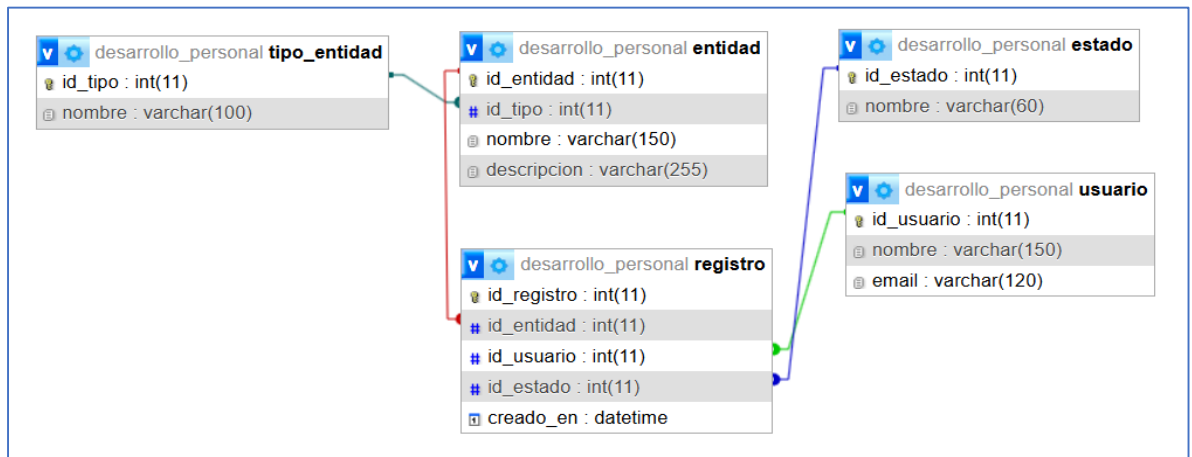 desarrollo_personal tipo_entidad
id_tipo : int(11)
nombre : varchar(100)
desarrollo_personal entidad
id_entidad : int(11)
# id_tipo : int(11)
nombre : varchar(150)
descripcion : varchar(255)
desarrollo_personal estado
id_estado : int(11)
nombre : varchar(60)
desarrollo_personal usuario
id_usuario : int(11)
nombre : varchar(150)
email : varchar(120)
desarrollo_personal registro
id_registro : int(11)
# id_entidad : int(11)
# id_usuario : int(11)
# id_estado : int(11)
creado_en : datetime